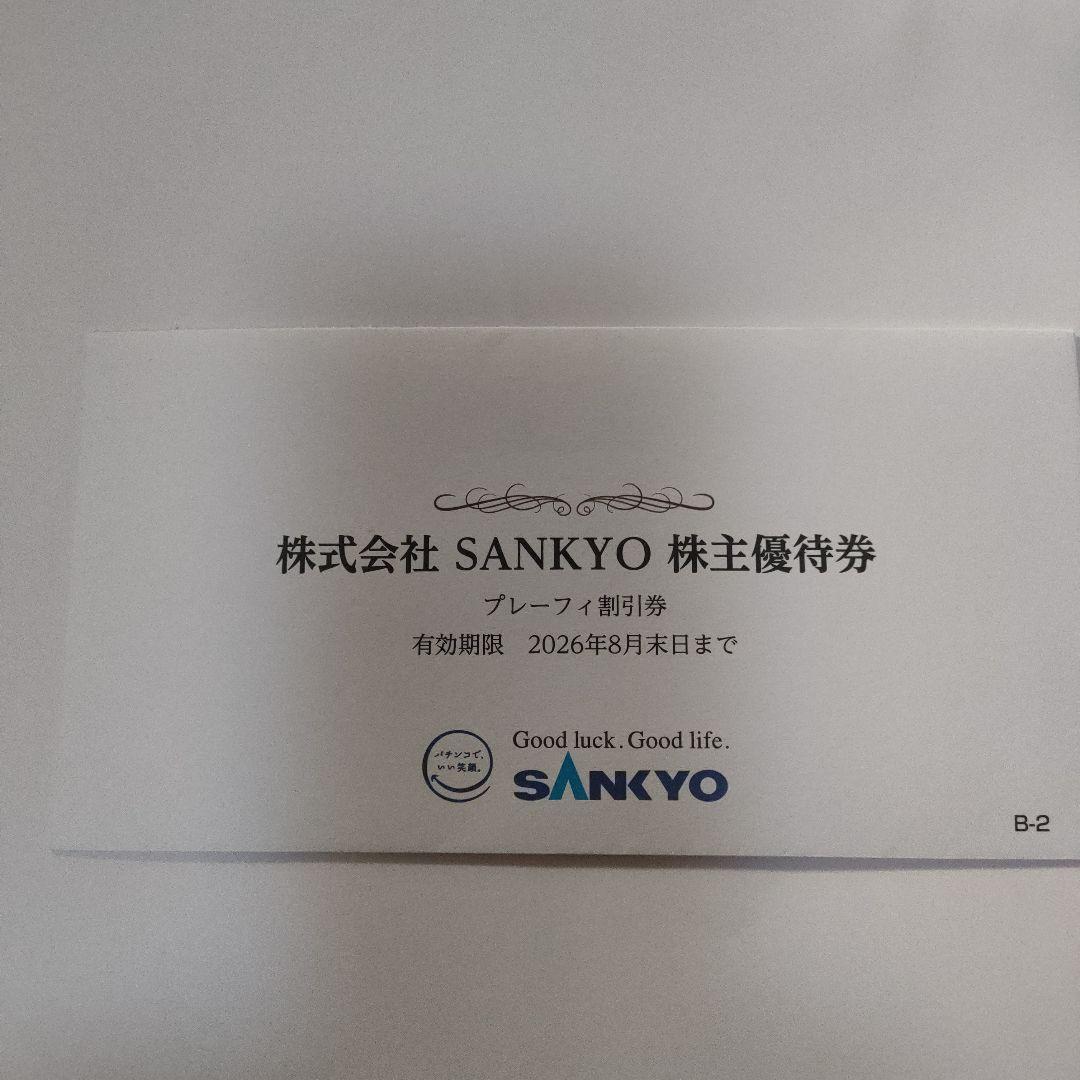 株式会社 SANKYO 株主優待券
プレーフィ割引券
有効期限　2026年8月末日まで
パチンコで、
いい笑顔。
Good luck. Good life.
SANKYO
B-2